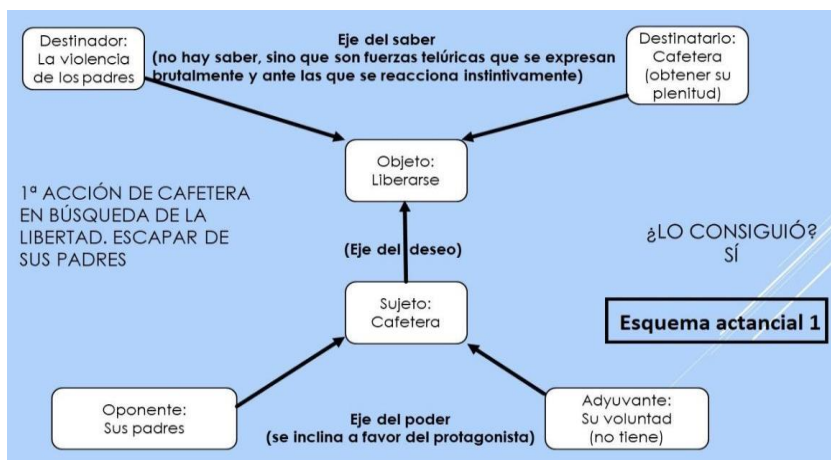 Destinador:
La violencia
de los padres
Eje del saber
(no hay saber, sino que son fuerzas telúricas que se expresan
brutalmente y ante las que se reacciona instintivamente)
Destinatario:
Cafetera
(obtener su
plenitud)
Objeto:
Liberarse
1ª ACCIÓN DE CAFETERA
EN BÚSQUEDA DE LA
LIBERTAD. ESCAPAR DE
SUS PADRES
(Eje del deseo)
¿LO CONSIGUIÓ?
SÍ
Sujeto:
Cafetera
Esquema actancial 1
Oponente:
Sus padres
Eje del poder
(se inclina a favor del protagonista)
Adyuvante:
Su voluntad
(no tiene)